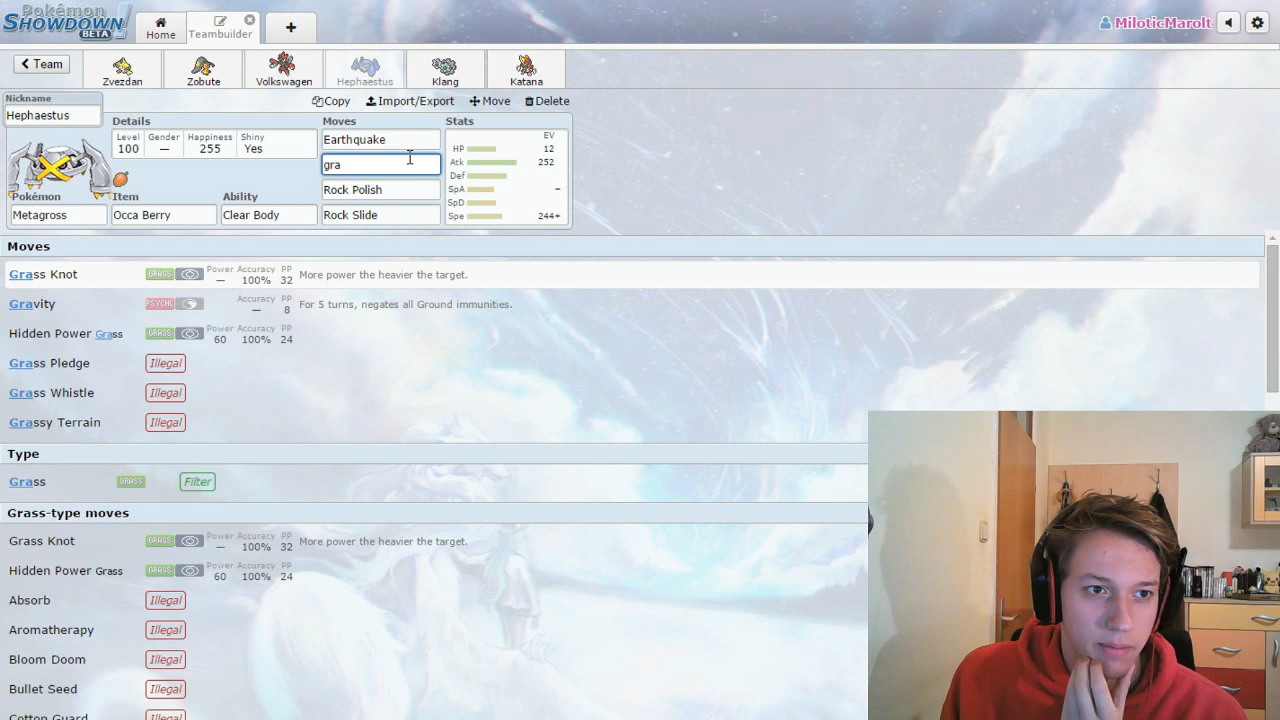 Pokémon
SHOWDOWN!
BETA
Home
Teambuilder
+
MiloticMarolt
Team
Zvezdan
Zobute
Volkswagen
Hephaestus
Klang
Katana
Nickname
Hephaestus
Copy Import/Export Move Delete
Details
Level Gender Happiness Shiny
100 — 255 Yes
Pokémon
Metagross
Item
Occa Berry
Ability
Clear Body
Moves
Earthquake
gra
Rock Polish
Rock Slide
Stats
EV
HP 12
Atk 252
Def
SpA –
SpD
Spe 244+
Moves
Grass Knot GRASS Power — Accuracy 100% PP 32 More power the heavier the target.
Gravity PSYCHC Accuracy — PP 8 For 5 turns, negates all Ground immunities.
Hidden Power Grass GRASS Power 60 Accuracy 100% PP 24
Grass Pledge Illegal
Grass Whistle Illegal
Grassy Terrain Illegal
Type
Grass GRASS Filter
Grass-type moves
Grass Knot GRASS Power — Accuracy 100% PP 32 More power the heavier the target.
Hidden Power Grass GRASS Power 60 Accuracy 100% PP 24
Absorb Illegal
Aromatherapy Illegal
Bloom Doom Illegal
Bullet Seed Illegal
Cotton Guard Illegal